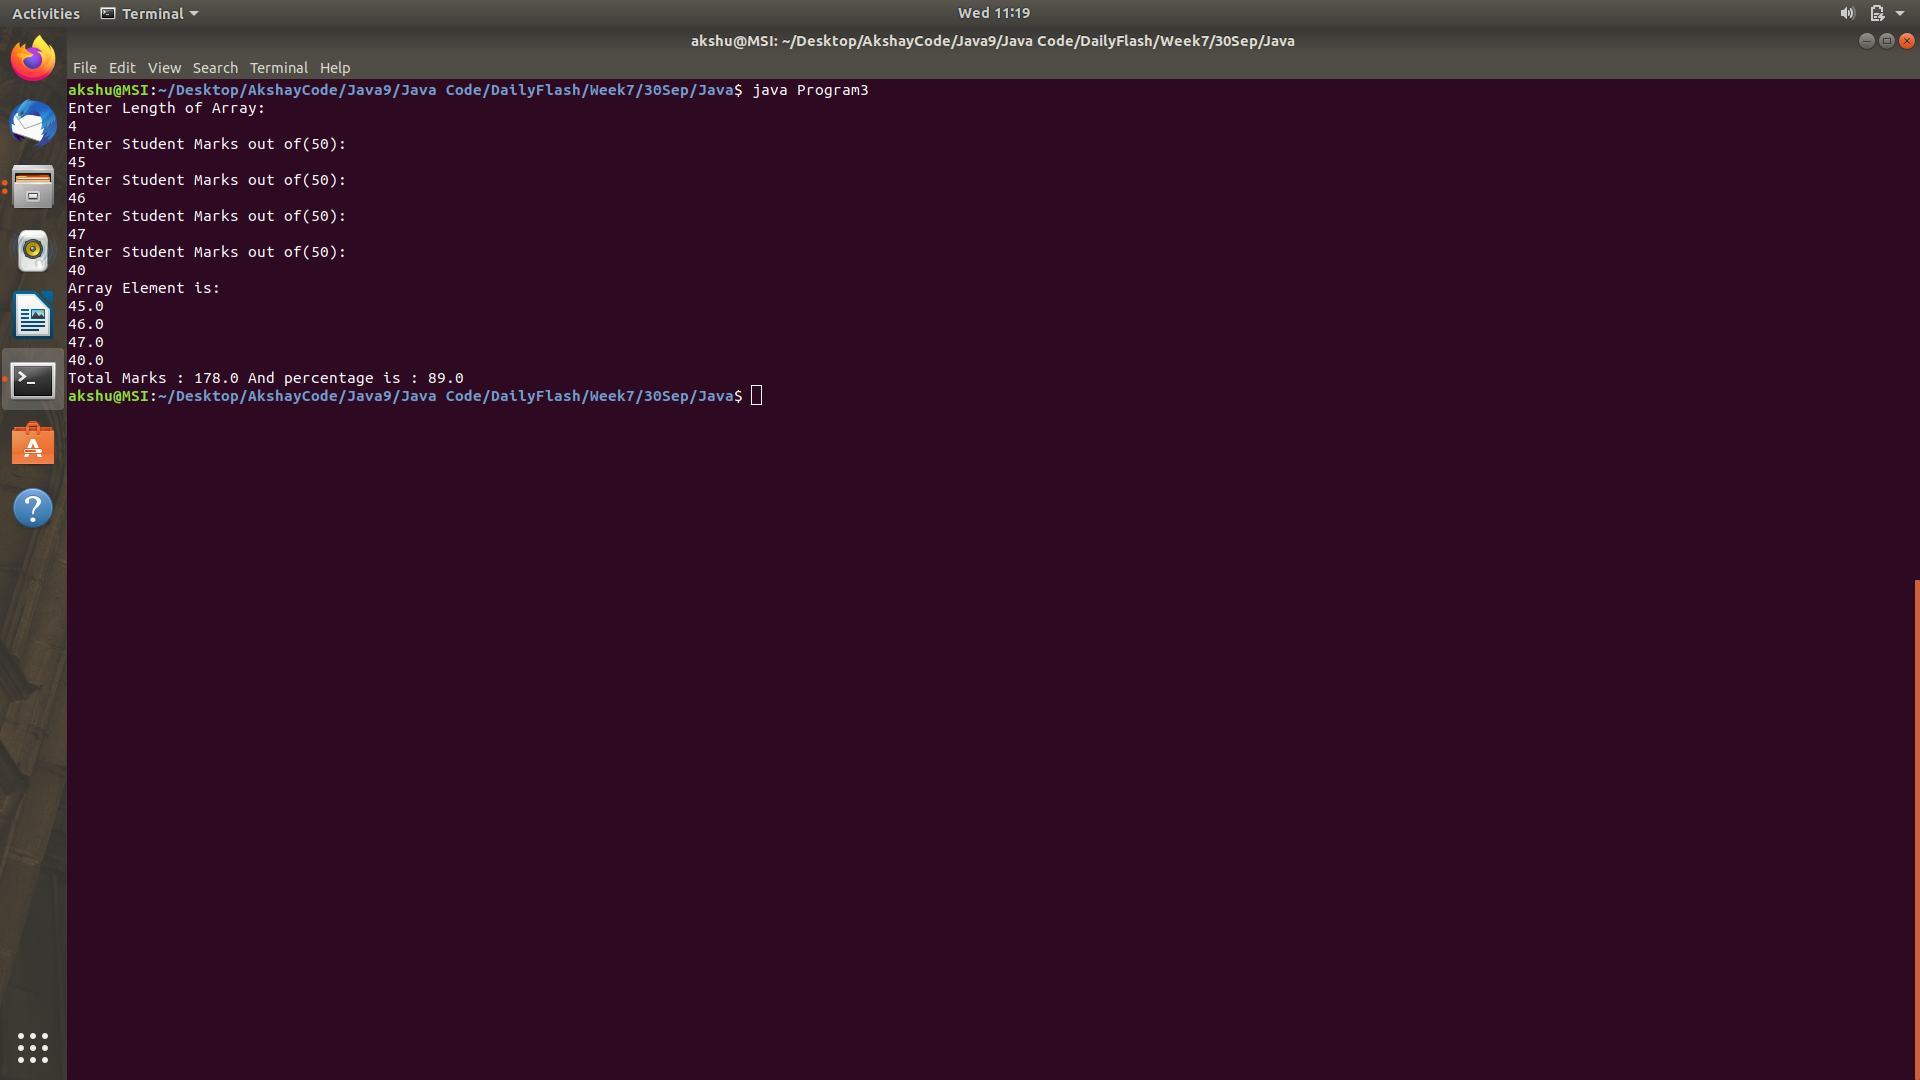 Activities Terminal Wed 11:19
akshu@MSI: ~/Desktop/AkshayCode/Java9/Java Code/DailyFlash/Week7/30Sep/Java
File Edit View Search Terminal Help
akshu@MSI:~/Desktop/AkshayCode/Java9/Java Code/DailyFlash/Week7/30Sep/Java$ java Program3
Enter Length of Array:
4
Enter Student Marks out of(50):
45
Enter Student Marks out of(50):
46
Enter Student Marks out of(50):
47
Enter Student Marks out of(50):
40
Array Element is:
45.0
46.0
47.0
40.0
Total Marks : 178.0 And percentage is : 89.0
akshu@MSI:~/Desktop/AkshayCode/Java9/Java Code/DailyFlash/Week7/30Sep/Java$